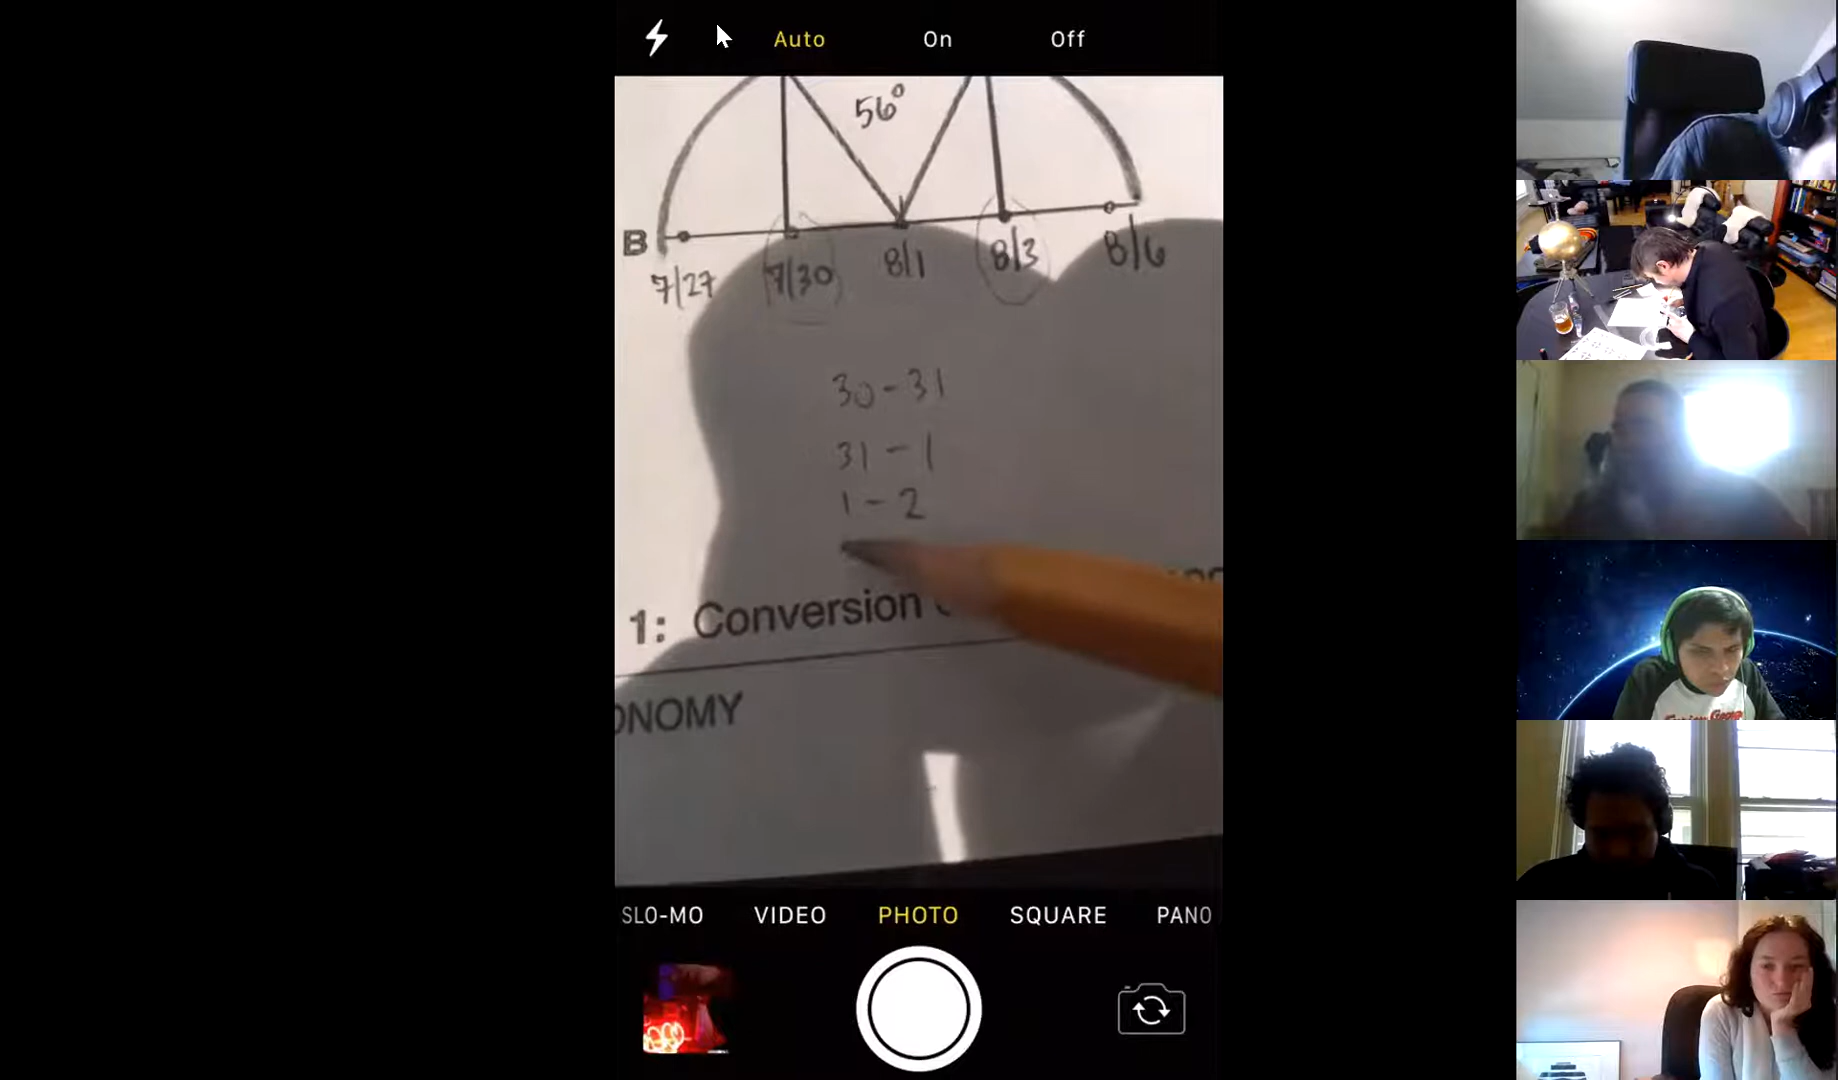 Auto On Off
56°
B
7/27 7/30 8/1 8/3 8/6
30 - 31
31 - 1
1 - 2
1: Conversion
ONOMY
SLO-MO VIDEO PHOTO SQUARE PANO